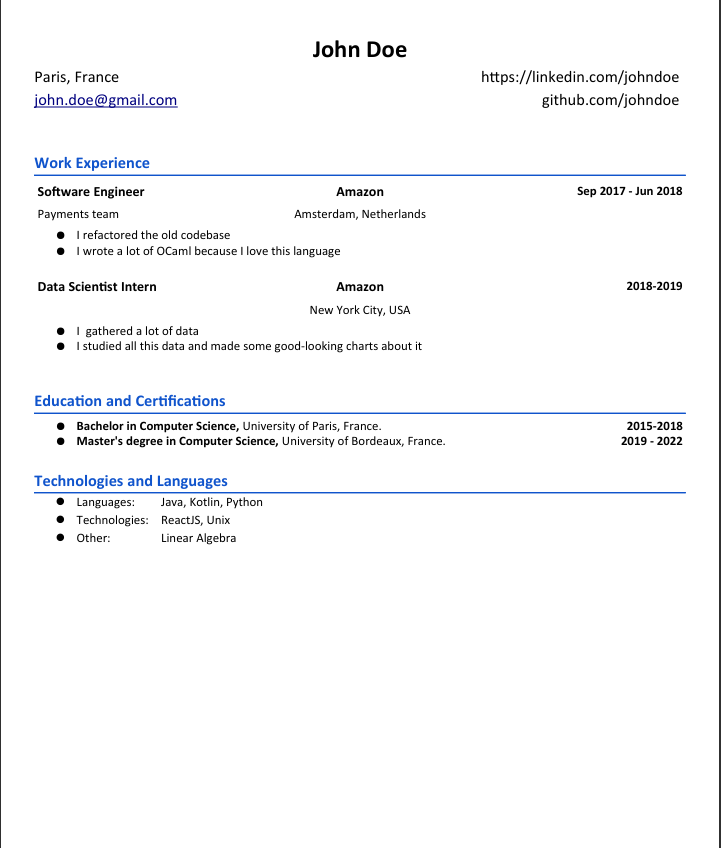 John Doe
Paris, France https://linkedin.com/johndoe
john.doe@gmail.com github.com/johndoe
Work Experience
Software Engineer Amazon Sep 2017 - Jun 2018
Payments team Amsterdam, Netherlands
● I refactored the old codebase
● I wrote a lot of OCaml because I love this language
Data Scientist Intern Amazon 2018-2019
New York City, USA
● I  gathered a lot of data
● I studied all this data and made some good-looking charts about it
Education and Certifications
● Bachelor in Computer Science, University of Paris, France. 2015-2018
● Master's degree in Computer Science, University of Bordeaux, France. 2019 - 2022
Technologies and Languages
● Languages: Java, Kotlin, Python
● Technologies: ReactJS, Unix
● Other: Linear Algebra